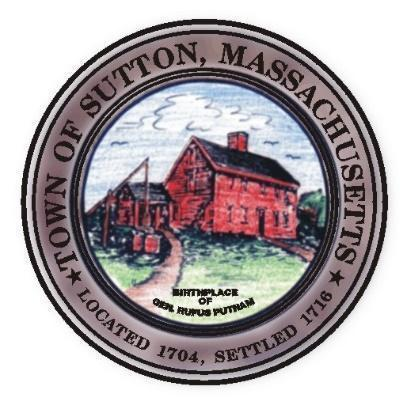 ★ TOWN OF SUTTON, MASSACHUSETTS ★
BIRTHPLACE
OF
GEN. RUFUS PUTNAM
LOCATED 1704, SETTLED 1716